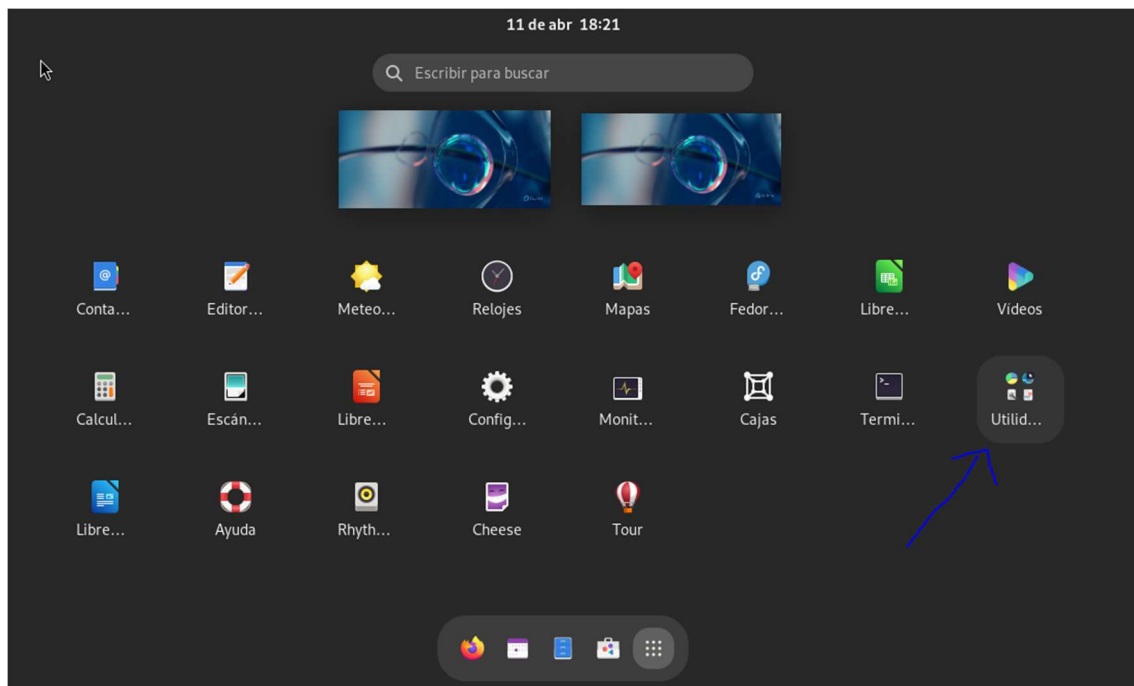 11 de abr 18:21
Escribir para buscar
Conta...
Editor...
Meteo...
Relojes
Mapas
Fedor...
Libre...
Vídeos
Calcul...
Escán...
Libre...
Config...
Monit...
Cajas
Termi...
Utilid...
Libre...
Ayuda
Rhyth...
Cheese
Tour